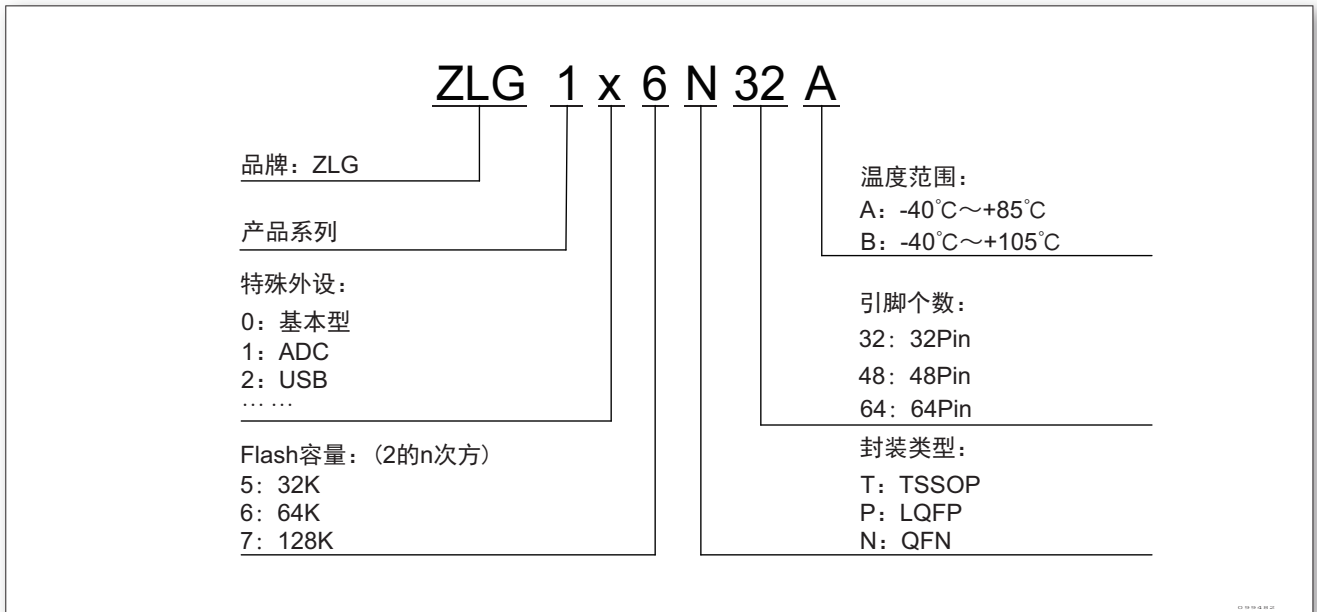 ZLG 1 x 6 N 32 A
品牌：ZLG
产品系列
特殊外设：
0：基本型
1：ADC
2：USB
… …
Flash容量：(2的n次方)
5：32K
6：64K
7：128K
温度范围：
A：-40℃～+85℃
B：-40℃～+105℃
引脚个数：
32：32Pin
48：48Pin
64：64Pin
封装类型：
T：TSSOP
P：LQFP
N：QFN